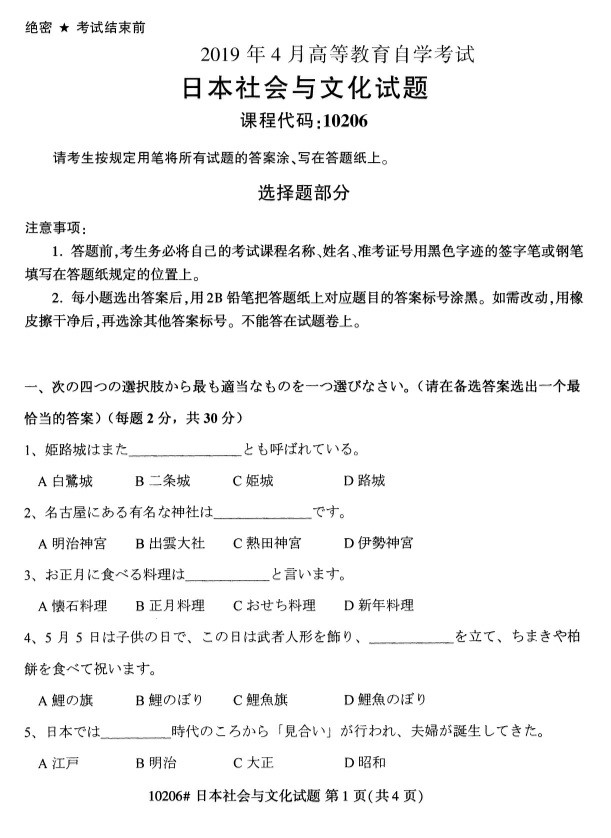 绝密 ★ 考试结束前
2019 年 4 月高等教育自学考试
日本社会与文化试题
课程代码:10206
请考生按规定用笔将所有试题的答案涂、写在答题纸上。
选择题部分
注意事项:
1. 答题前,考生务必将自己的考试课程名称、姓名、准考证号用黑色字迹的签字笔或钢笔
填写在答题纸规定的位置上。
2. 每小题选出答案后,用 2B 铅笔把答题纸上对应题目的答案标号涂黑。如需改动,用橡
皮擦干净后,再选涂其他答案标号。不能答在试题卷上。
一、次の四つの選択肢から最も適当なものを一つ選びなさい。(请在备选答案选出一个最
恰当的答案)(每题 2 分，共 30 分)
1、姫路城はまた______________とも呼ばれている。
A 白鷺城 B 二条城 C 姫城 D 路城
2、名古屋にある有名な神社は____________です。
A 明治神宮 B 出雲大社 C 熱田神宮 D 伊勢神宮
3、お正月に食べる料理は__________と言います。
A 懐石料理 B 正月料理 C おせち料理 D 新年料理
4、5 月 5 日は子供の日で、この日は武者人形を飾り、__________を立て、ちまきや柏
餅を食べて祝います。
A 鯉の旗 B 鯉のぼり C 鯉魚旗 D 鯉魚のぼり
5、日本では________時代のころから「見合い」が行われ、夫婦が誕生してきた。
A 江戸 B 明治 C 大正 D 昭和
10206# 日本社会与文化试题 第 1 页(共 4 页)